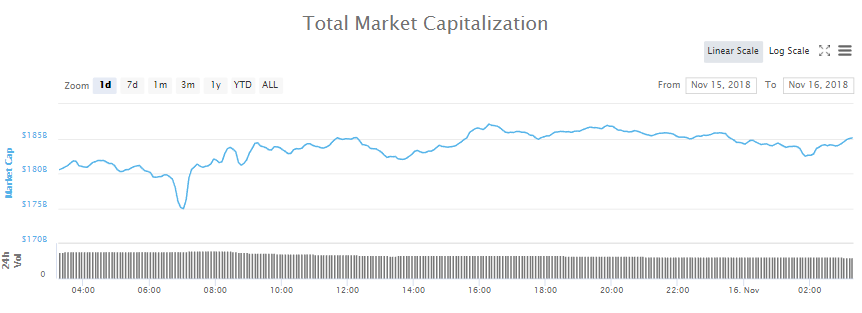 Total Market Capitalization
Linear Scale Log Scale
Zoom 1d 7d 1m 3m 1y YTD ALL From Nov 15, 2018 To Nov 16, 2018
Market Cap
$185B
$180B
$175B
$170B
24h
Vol
0
04:00 06:00 08:00 10:00 12:00 14:00 16:00 18:00 20:00 22:00 16. Nov 02:00